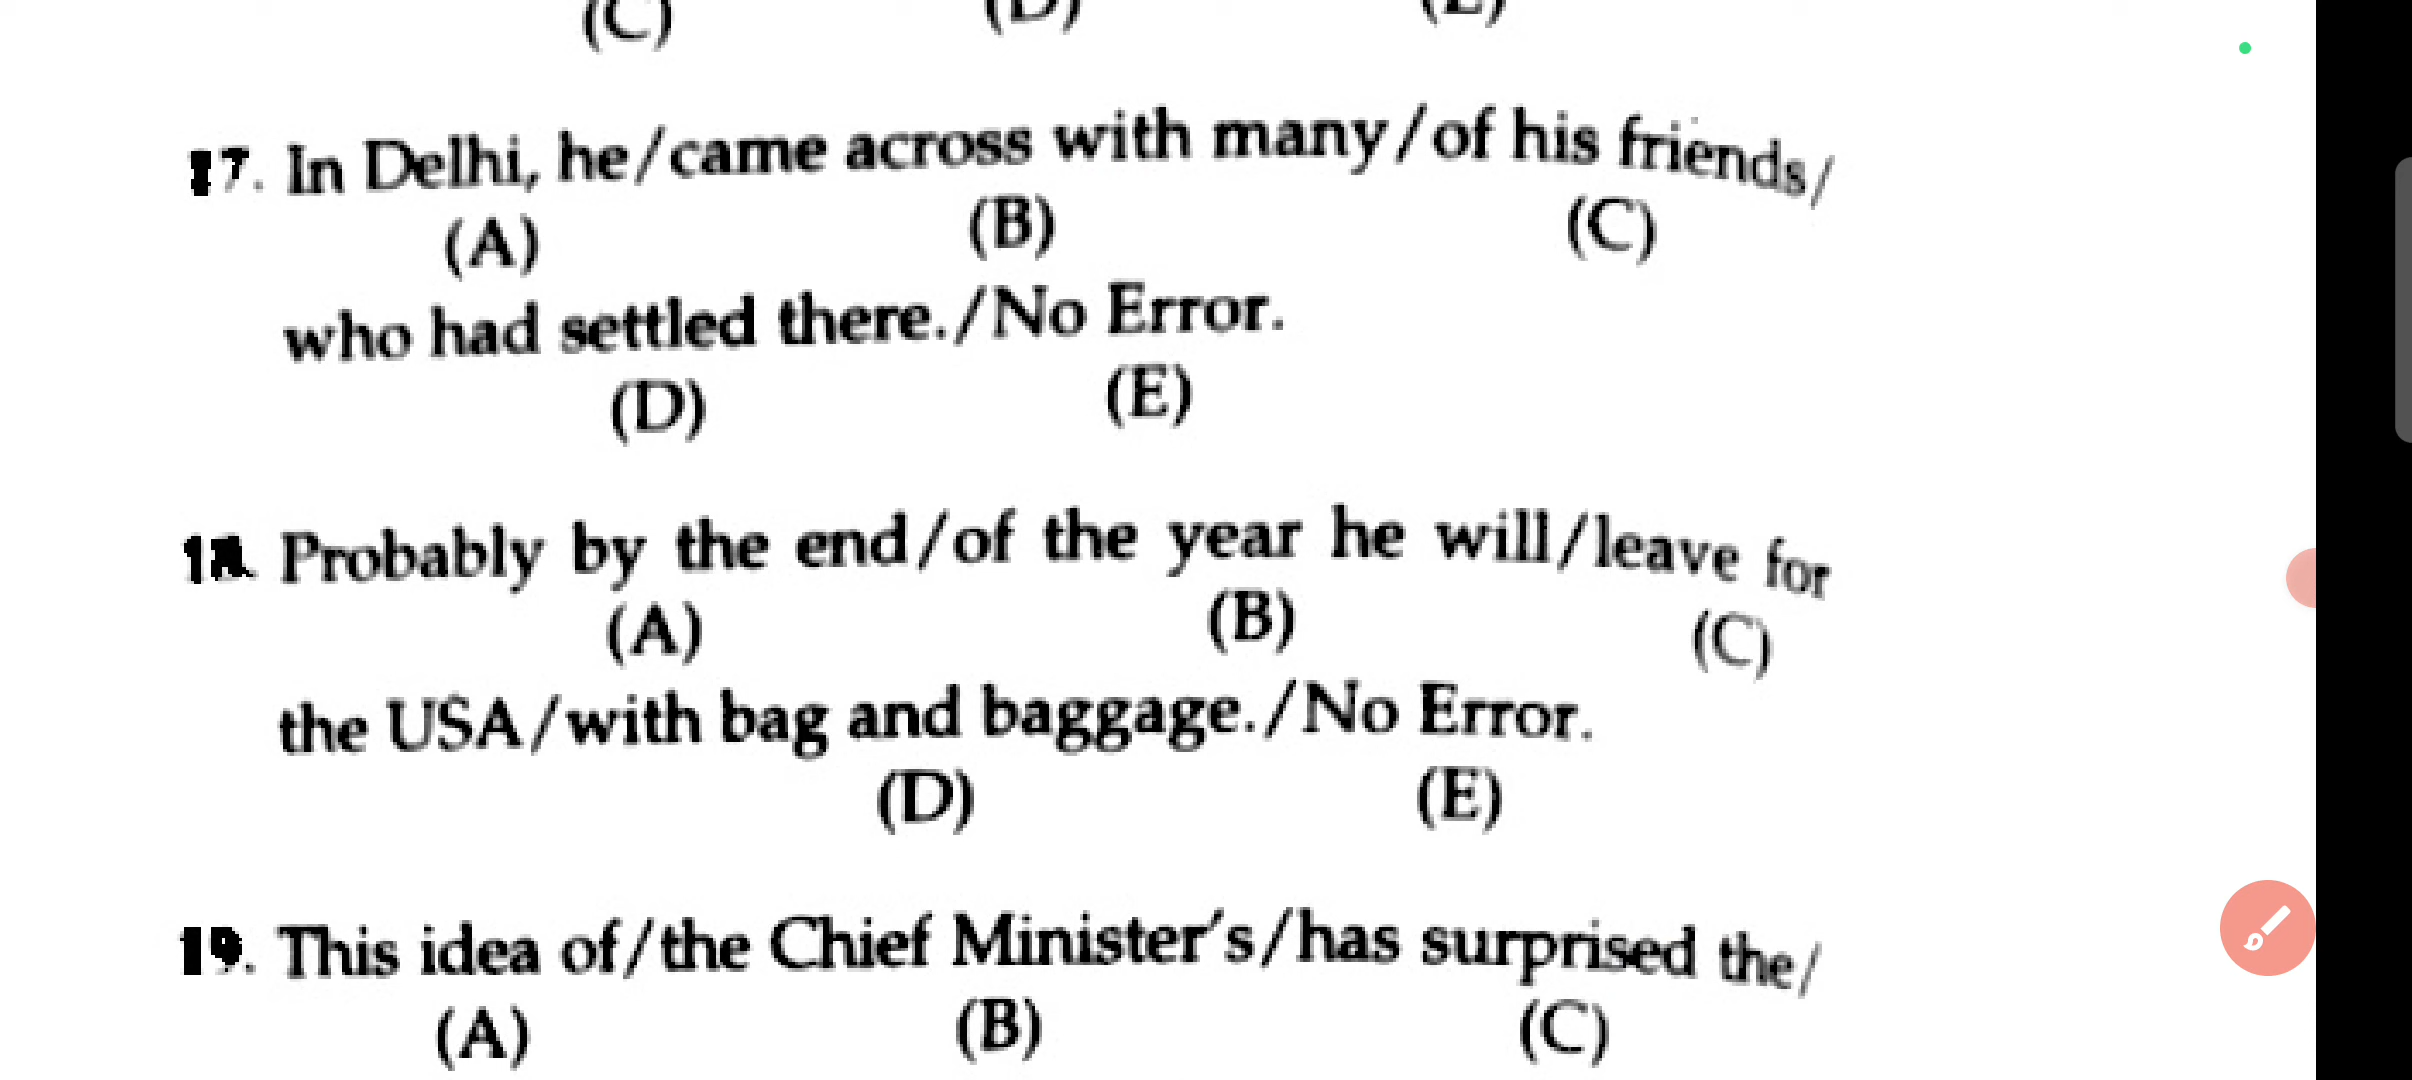 (C) (D) (E)
17. In Delhi, he/came across with many/of his friends/
(A) (B) (C)
who had settled there./No Error.
(D) (E)
18. Probably by the end/of the year he will/leave for
(A) (B) (C)
the USA/with bag and baggage./No Error.
(D) (E)
19. This idea of/the Chief Minister's/has surprised the/
(A) (B) (C)